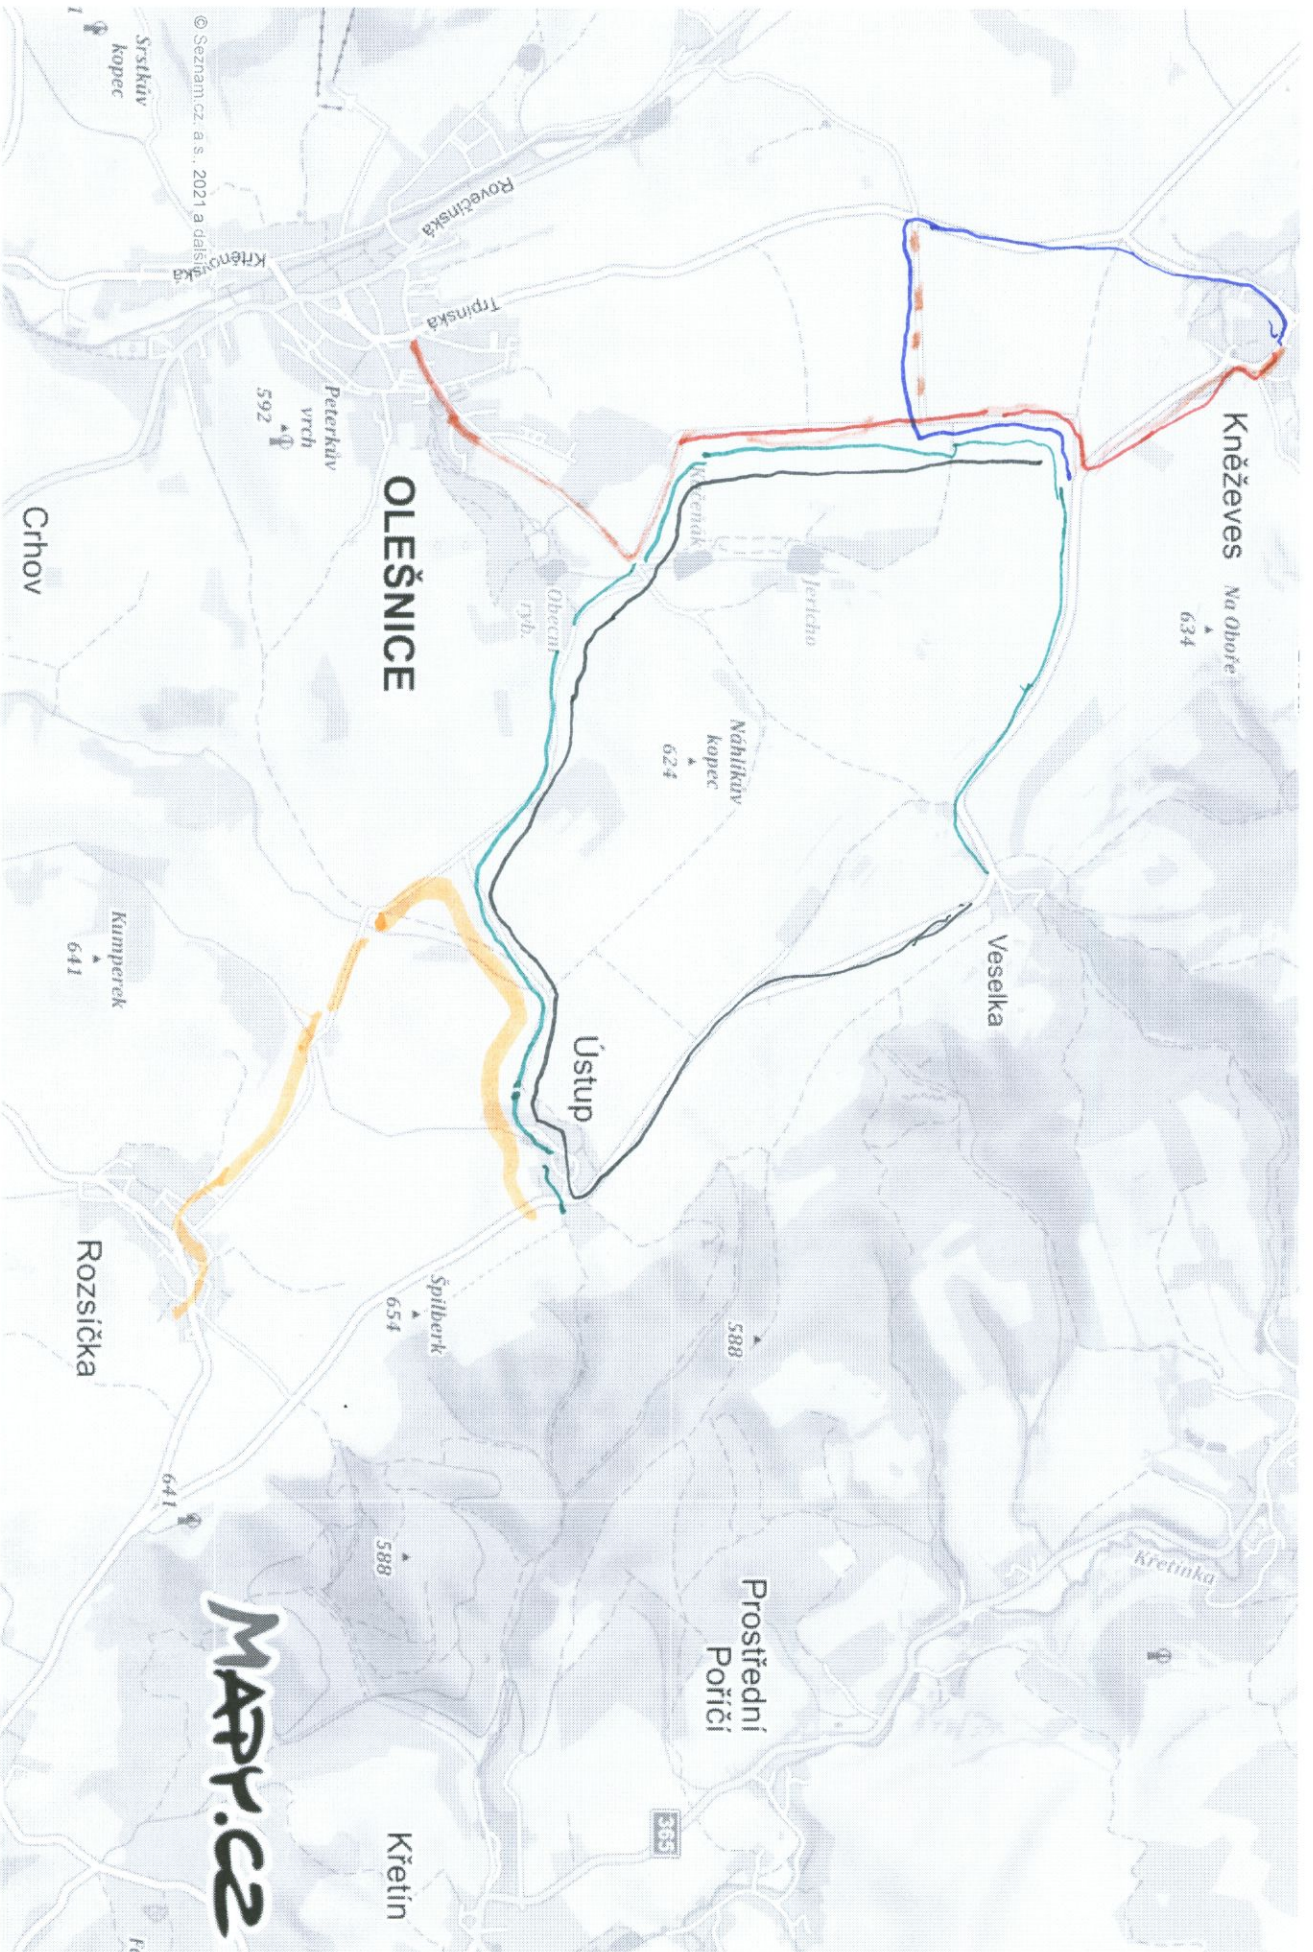 Kněževes
Na Oboře
634
Veselka
Křetínka
Jericho
Náhlíkův
kopec
624
Ústup
588
Prostřední
Poříčí
365
Rovečínská
Trpínská
Křtěnovská
Obecní
ryb.
OLEŠNICE
Peterkův
vrch
592
Špilberk
654
588
Křetín
Srstkův
kopec
1
© Seznam.cz, a.s., 2021 a další
Crhov
Kumperek
641
Rozsíčka
641
MAPY.CZ